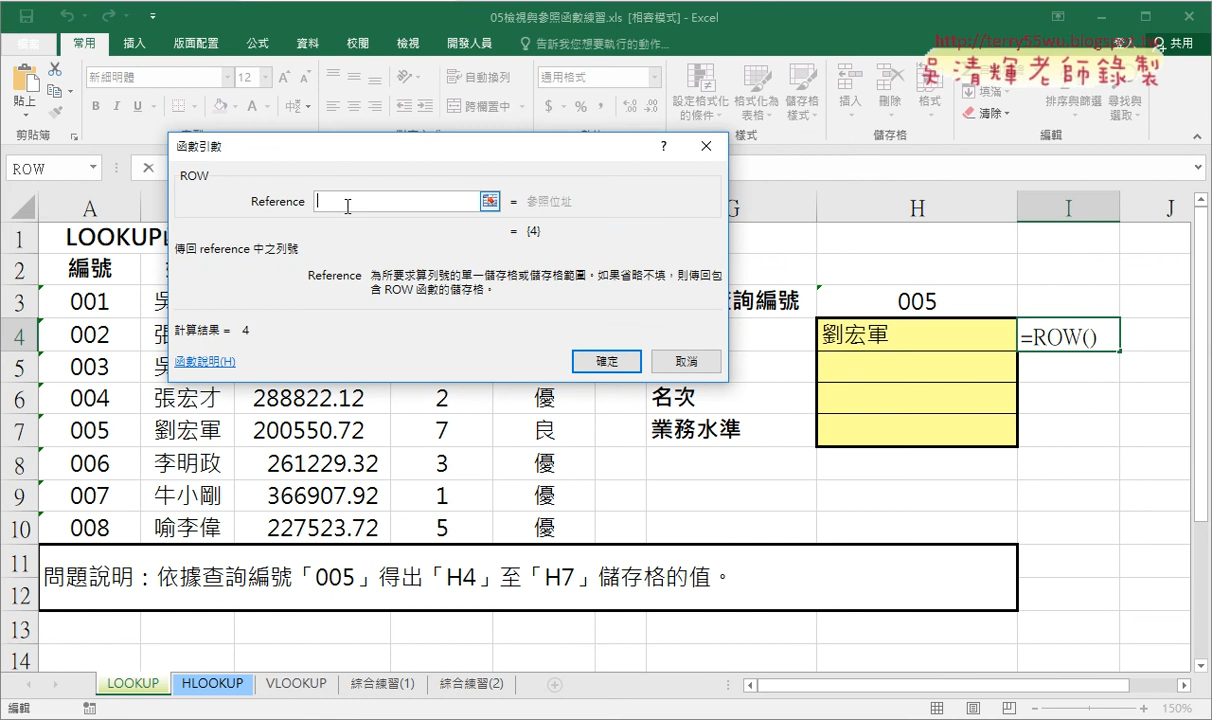 05檢視與參照函數練習.xls [相容模式] - Excel
常用 插入 版面配置 公式 資料 校閱 檢視 開發人員 告訴我您想要執行的動作... 登入 共用
http://terry55wu.blogspot.tw
吳清輝老師錄製
貼上 新細明體 12 自動換列 通用格式 設定格式化的條件 格式化為表格 儲存格樣式 插入 刪除 格式 填滿 清除 排序與篩選 尋找與選取
B I U 跨欄置中 $ %
剪貼簿 樣式 儲存格 編輯
ROW
函數引數 ? ×
ROW
Reference = 參照位址
= {4}
傳回 reference 中之列號
Reference 為所要求算列號的單一儲存格或儲存格範圍。如果省略不填，則傳回包含 ROW 函數的儲存格。
計算結果 = 4
函數說明(H) 確定 取消
A G H I J
1 LOOKUP
2 編號
3 001 詢編號 005
4 002 劉宏軍 =ROW()
5 003
6 004 張宏才 288822.12 2 優 名次
7 005 劉宏軍 200550.72 7 良 業務水準
8 006 李明政 261229.32 3 優
9 007 牛小剛 366907.92 1 優
10 008 喻李偉 227523.72 5 優
11
問題說明：依據查詢編號「005」得出「H4」至「H7」儲存格的值。
12
13
14
LOOKUP HLOOKUP VLOOKUP 綜合練習(1) 綜合練習(2)
編輯 150%